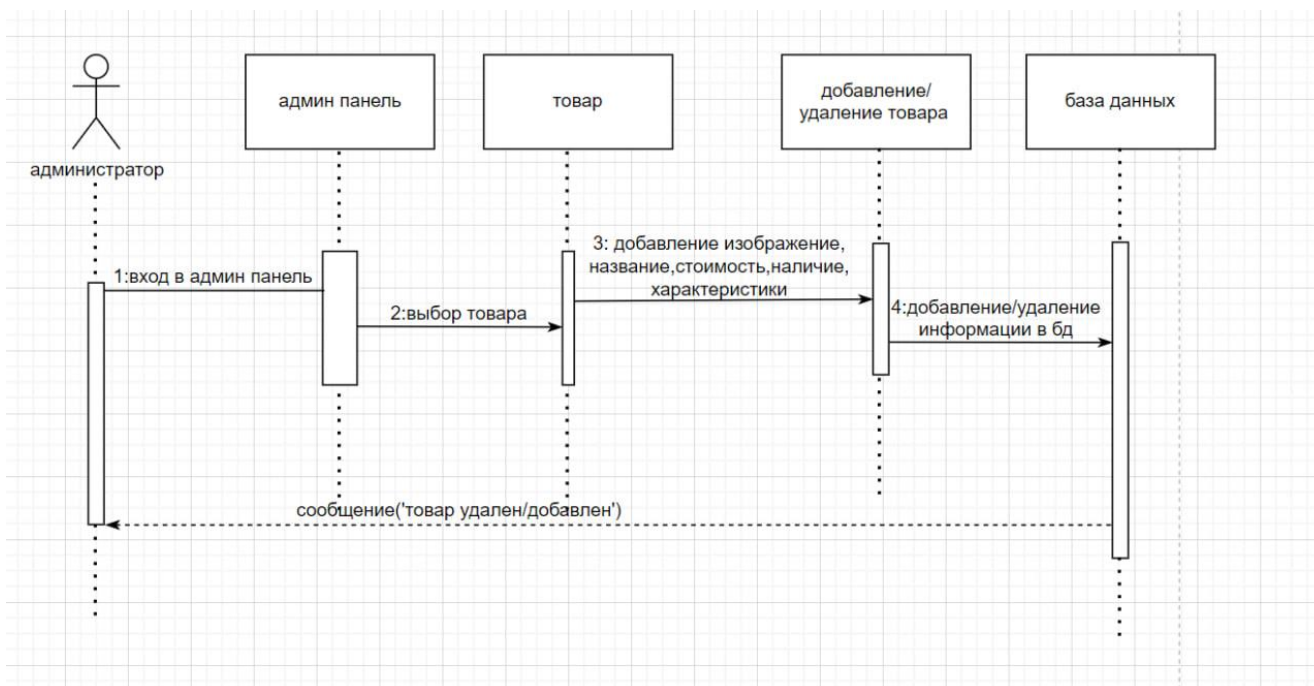 админ панель
товар
добавление/
удаление товара
база данных
администратор
1:вход в админ панель
2:выбор товара
3: добавление изображение,
название,стоимость,наличие,
характеристики
4:добавление/удаление
информации в бд
сообщение('товар удален/добавлен')